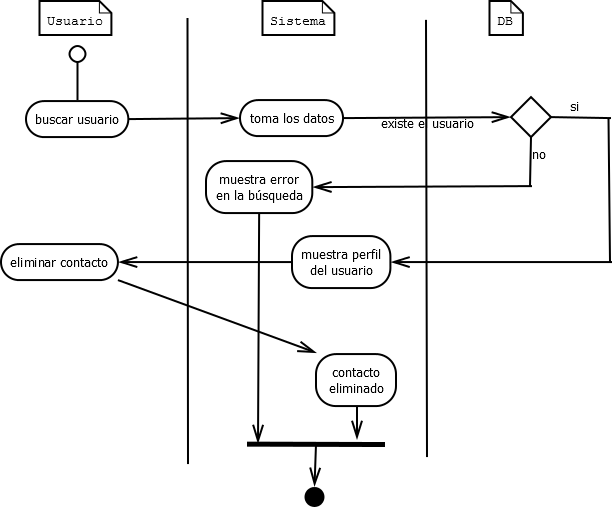 Usuario
Sistema
DB
buscar usuario
toma los datos
existe el usuario
si
no
muestra error
en la búsqueda
muestra perfil
del usuario
eliminar contacto
contacto
eliminado